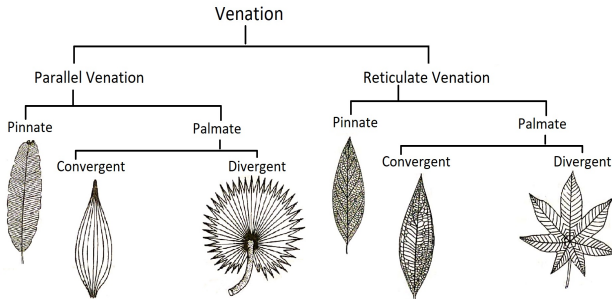 Venation
Parallel Venation
Reticulate Venation
Pinnate
Palmate
Pinnate
Palmate
Convergent
Divergent
Convergent
Divergent